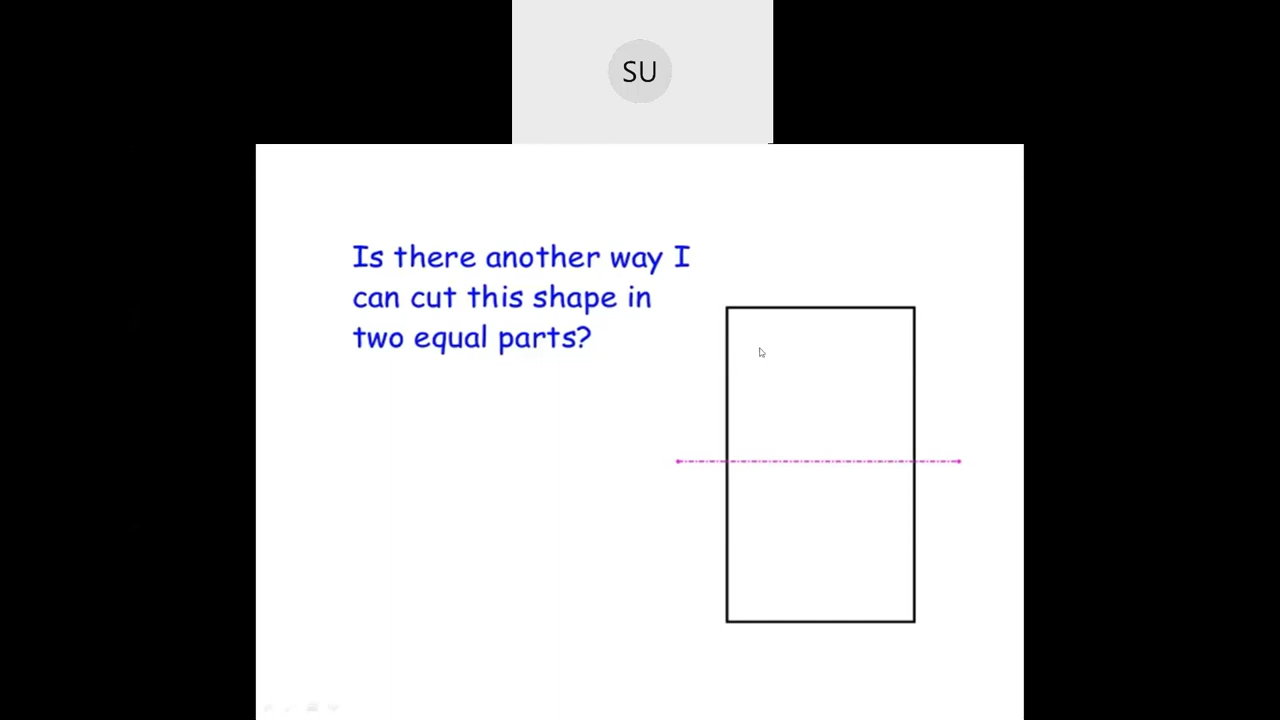 SU
Is there another way I
can cut this shape in
two equal parts?